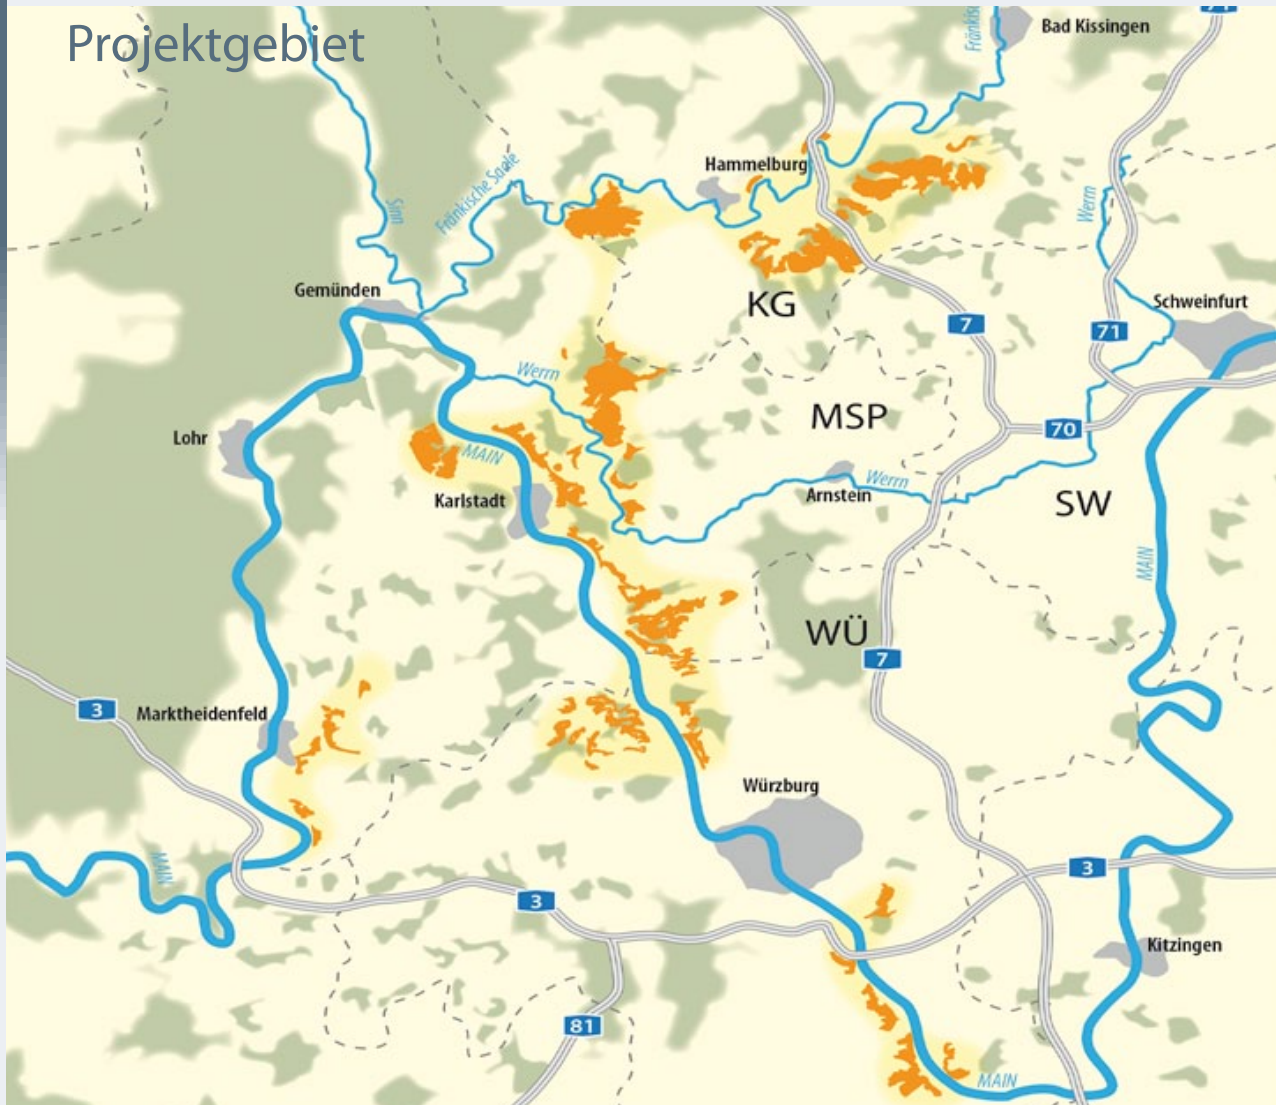 Projektgebiet
Bad Kissingen
71
Hammelburg
Fränkische Saale
Sinn
Werrn
Gemünden
Schweinfurt
KG
7
71
Werrn
MSP
70
Lohr
MAIN
Karlstadt
Arnstein
Werrn
SW
MAIN
WÜ
7
3
Marktheidenfeld
Würzburg
MAIN
3
3
Kitzingen
81
MAIN